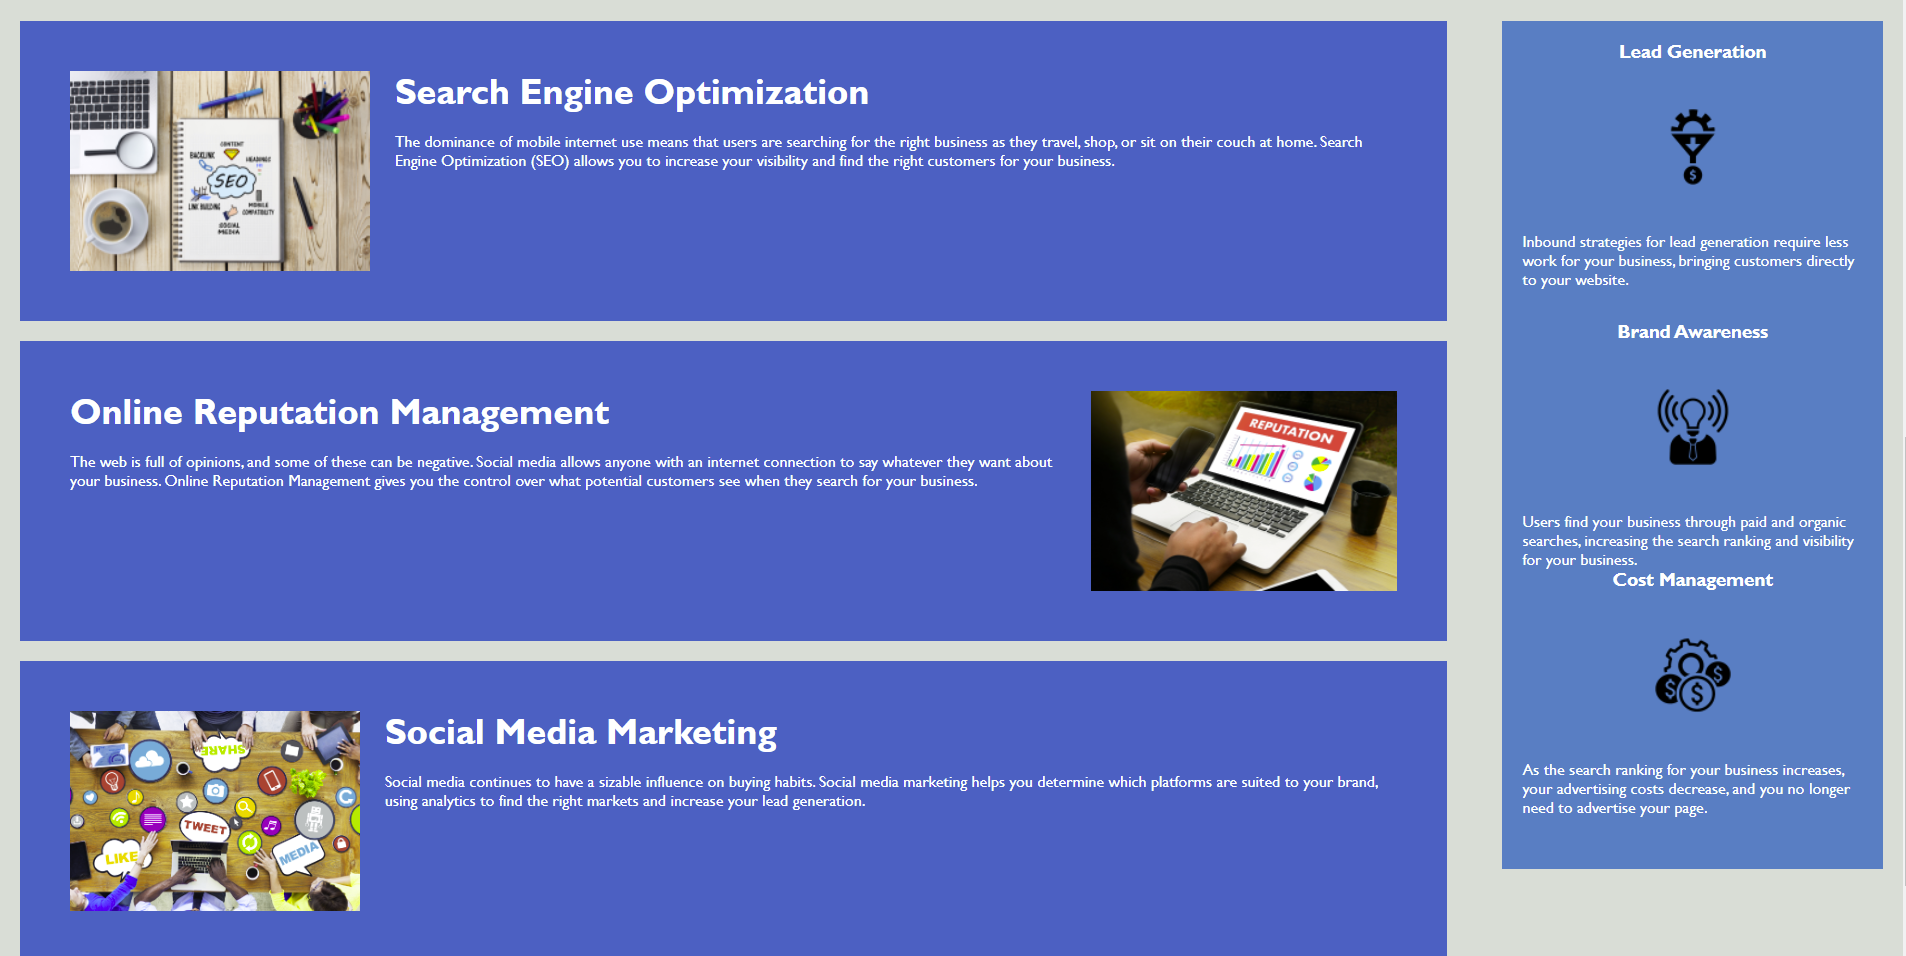 Search Engine Optimization
The dominance of mobile internet use means that users are searching for the right business as they travel, shop, or sit on their couch at home. Search
Engine Optimization (SEO) allows you to increase your visibility and find the right customers for your business.
CONTENT
BACKLINK
HEADINGS
SEO
LINK BUILDING
MOBILE
COMPATIBILITY
SOCIAL
MEDIA
Online Reputation Management
The web is full of opinions, and some of these can be negative. Social media allows anyone with an internet connection to say whatever they want about
your business. Online Reputation Management gives you the control over what potential customers see when they search for your business.
REPUTATION
Social Media Marketing
Social media continues to have a sizable influence on buying habits. Social media marketing helps you determine which platforms are suited to your brand,
using analytics to find the right markets and increase your lead generation.
SHARE
TWEET
LIKE
MEDIA
Lead Generation
$
Inbound strategies for lead generation require less
work for your business, bringing customers directly
to your website.
Brand Awareness
Users find your business through paid and organic
searches, increasing the search ranking and visibility
for your business.
Cost Management
$ $ $
As the search ranking for your business increases,
your advertising costs decrease, and you no longer
need to advertise your page.